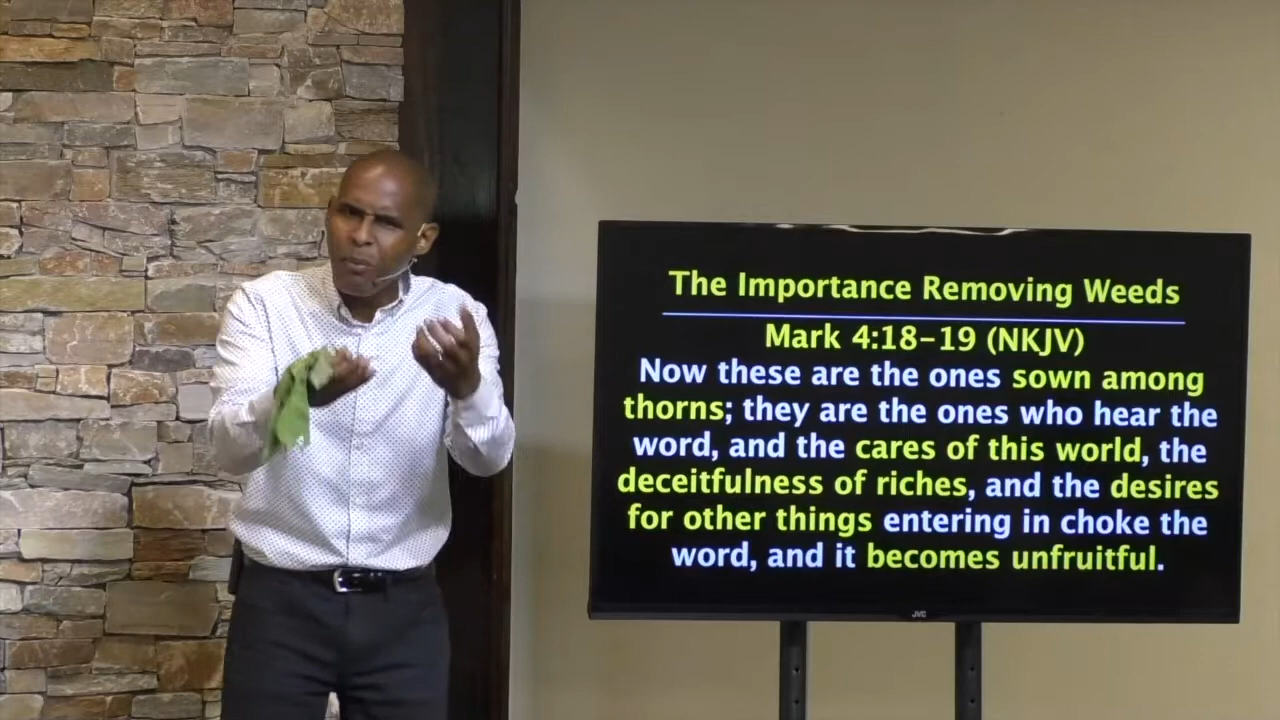 The Importance Removing Weeds
Mark 4:18-19 (NKJV)
Now these are the ones sown among
thorns; they are the ones who hear the
word, and the cares of this world, the
deceitfulness of riches, and the desires
for other things entering in choke the
word, and it becomes unfruitful.
JVC